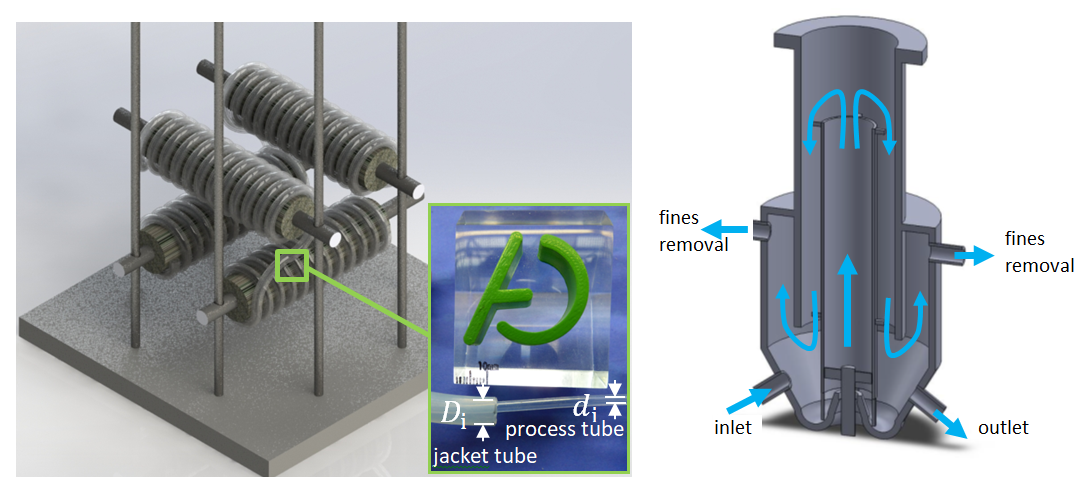 10mm
D_i
d_i
process tube
jacket tube
fines
removal
fines
removal
inlet
outlet